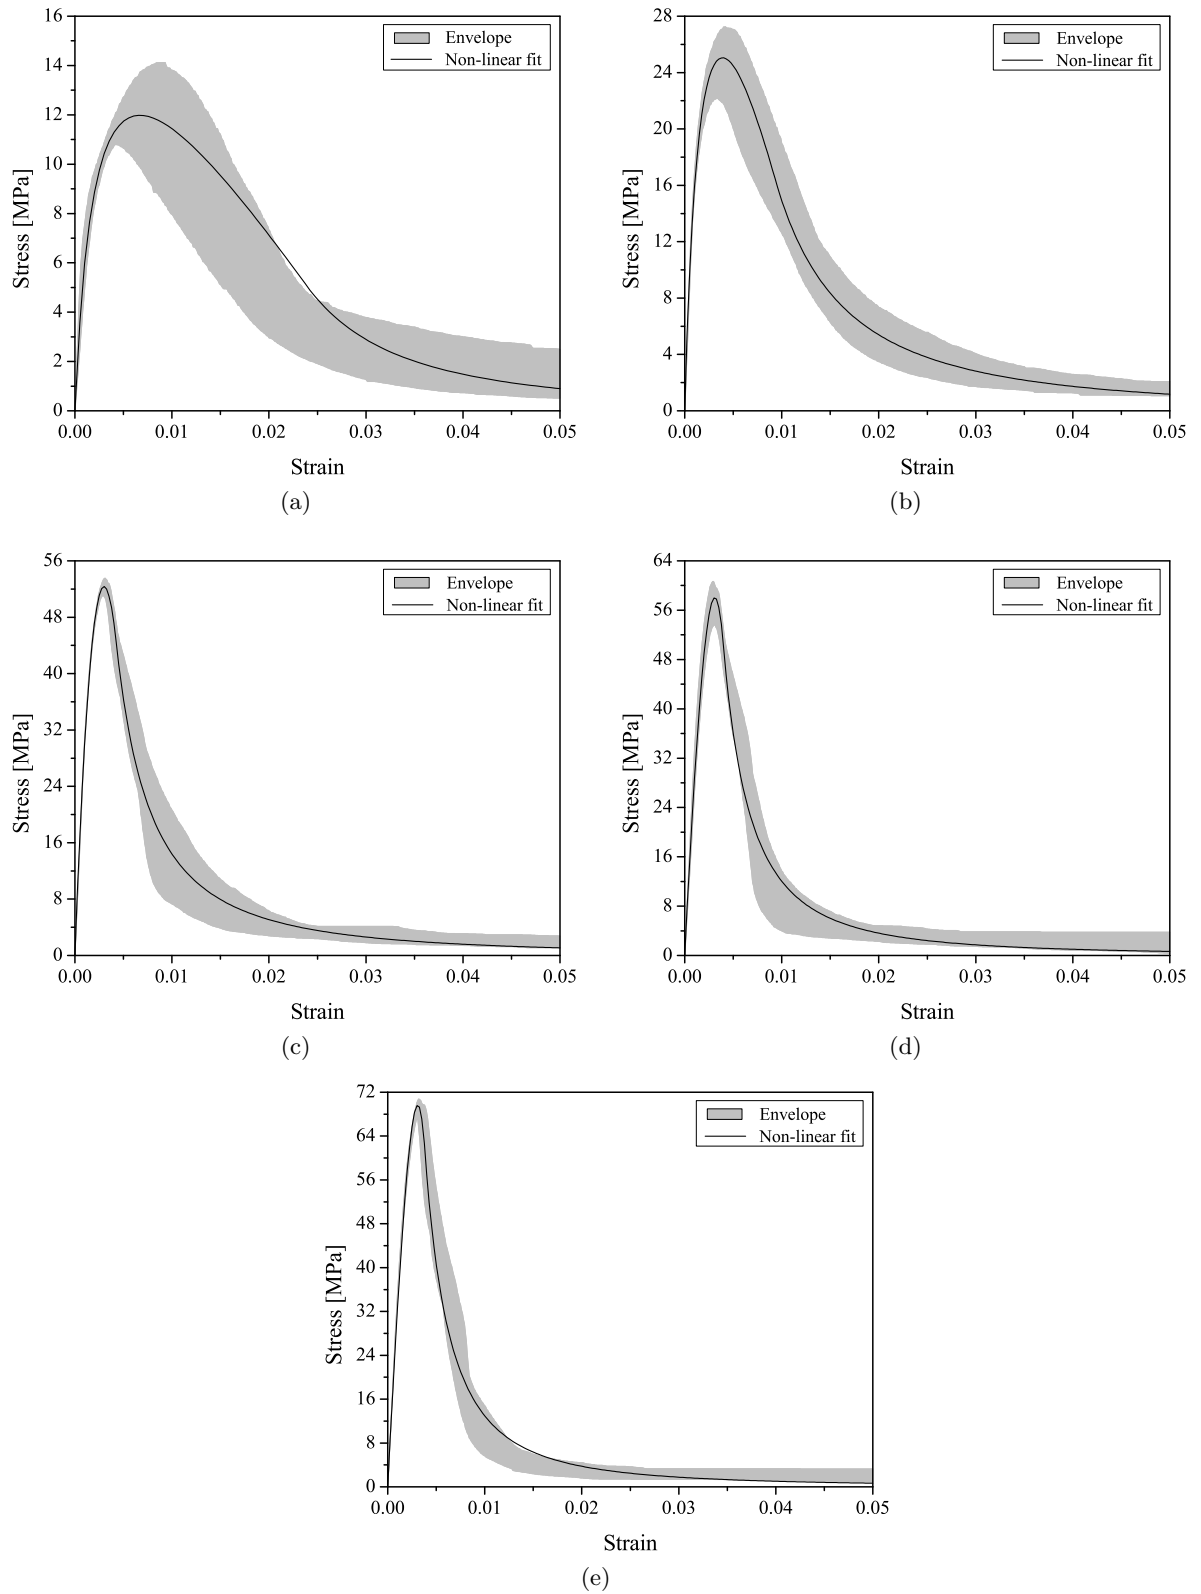 16
14
12
10
8
6
4
2
0
Stress [MPa]
Envelope
Non-linear fit
0.00 0.01 0.02 0.03 0.04 0.05
Strain
(a)
28
24
20
16
12
8
4
0
Stress [MPa]
Envelope
Non-linear fit
0.00 0.01 0.02 0.03 0.04 0.05
Strain
(b)
56
48
40
32
24
16
8
0
Stress [MPa]
Envelope
Non-linear fit
0.00 0.01 0.02 0.03 0.04 0.05
Strain
(c)
64
56
48
40
32
24
16
8
0
Stress [MPa]
Envelope
Non-linear fit
0.00 0.01 0.02 0.03 0.04 0.05
Strain
(d)
72
64
56
48
40
32
24
16
8
0
Stress [MPa]
Envelope
Non-linear fit
0.00 0.01 0.02 0.03 0.04 0.05
Strain
(e)